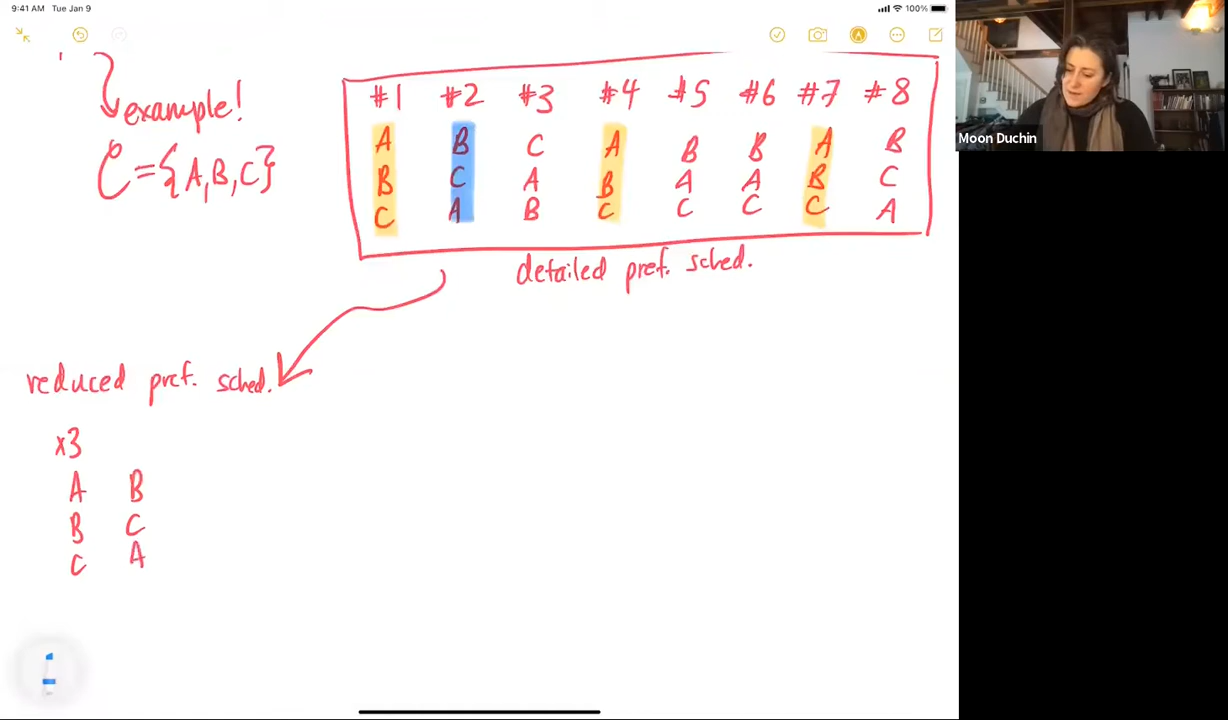 9:41 AM Tue Jan 9
100%
example!
C={A,B,C}
#1 #2 #3 #4 #5 #6 #7 #8
A B C A B B A B
B C A B A A B C
C A B C C C C A
detailed pref. sched.
reduced pref. sched.
x3
A B
B C
C A
Moon Duchin